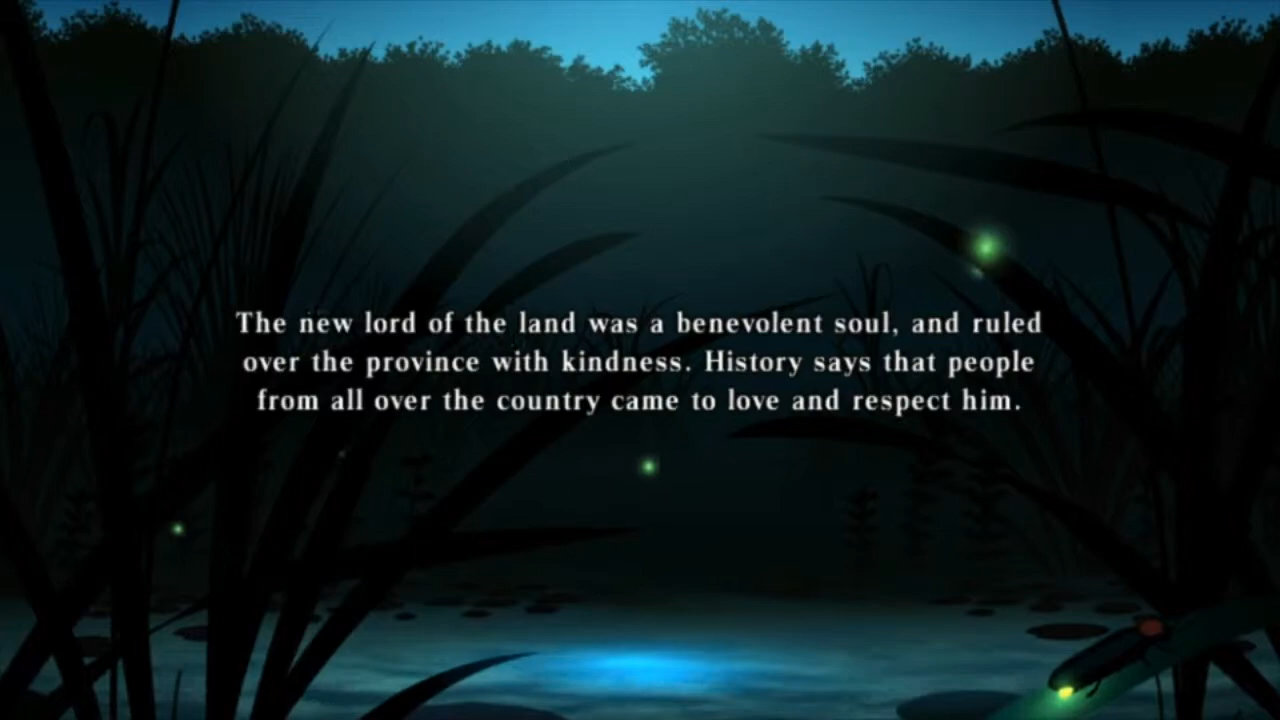 The new lord of the land was a benevolent soul, and ruled
over the province with kindness. History says that people
from all over the country came to love and respect him.